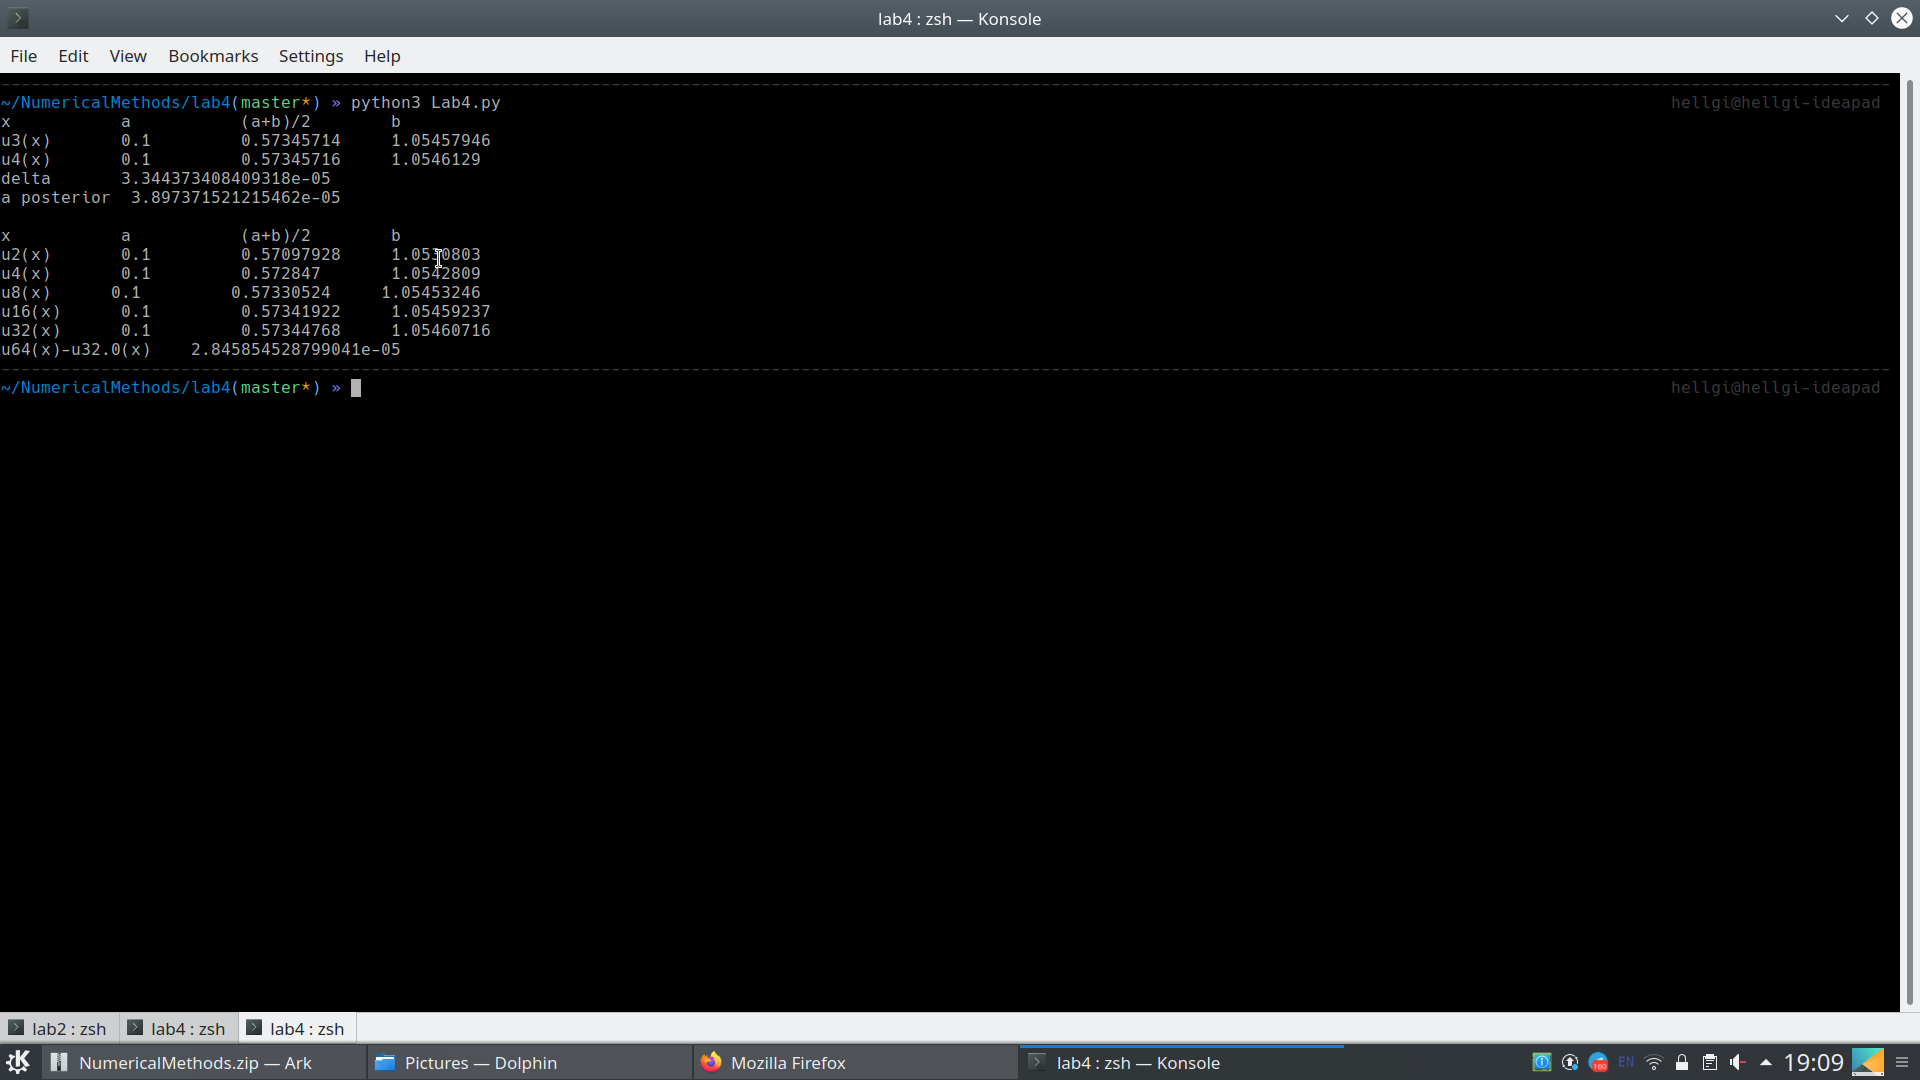 lab4 : zsh — Konsole
File Edit View Bookmarks Settings Help
~/NumericalMethods/lab4(master*) » python3 Lab4.py hellgi@hellgi-ideapad
x a (a+b)/2 b
u3(x) 0.1 0.57345714 1.05457946
u4(x) 0.1 0.57345716 1.0546129
delta 3.344373408409318e-05
a posterior 3.897371521215462e-05
x a (a+b)/2 b
u2(x) 0.1 0.57097928 1.0530803
u4(x) 0.1 0.572847 1.0542809
u8(x) 0.1 0.57330524 1.05453246
u16(x) 0.1 0.57341922 1.05459237
u32(x) 0.1 0.57344768 1.05460716
u64(x)-u32.0(x) 2.845854528799041e-05
~/NumericalMethods/lab4(master*) » hellgi@hellgi-ideapad
lab2 : zsh lab4 : zsh lab4 : zsh
NumericalMethods.zip — Ark Pictures — Dolphin Mozilla Firefox lab4 : zsh — Konsole EN 19:09